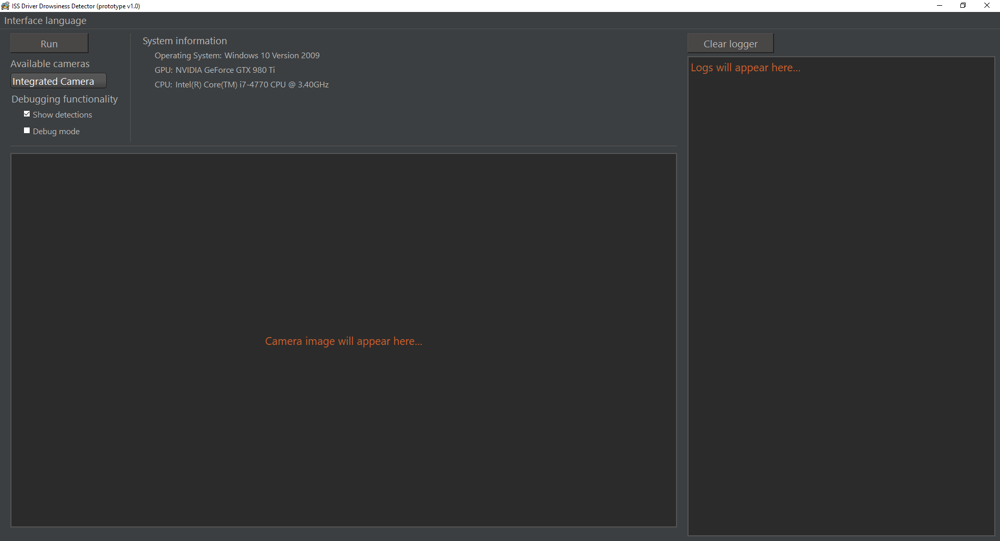 ISS Driver Drowsiness Detector (prototype v1.0)
Interface language
Run
Available cameras
Integrated Camera
Debugging functionality
Show detections
Debug mode
System information
Operating System: Windows 10 Version 2009
GPU: NVIDIA GeForce GTX 980 Ti
CPU: Intel(R) Core(TM) i7-4770 CPU @ 3.40GHz
Clear logger
Logs will appear here...
Camera image will appear here...